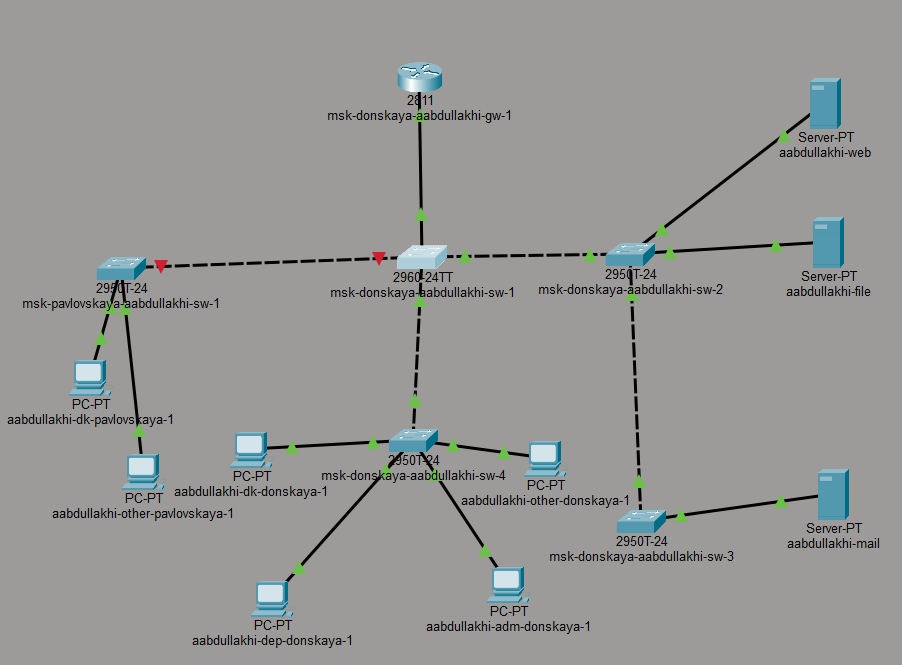 2811
msk-donskaya-aabdullakhi-gw-1
Server-PT
aabdullakhi-web
2950T-24
msk-pavlovskaya-aabdullakhi-sw-1
2960-24TT
msk-donskaya-aabdullakhi-sw-1
2950T-24
msk-donskaya-aabdullakhi-sw-2
Server-PT
aabdullakhi-file
PC-PT
aabdullakhi-dk-pavlovskaya-1
PC-PT
aabdullakhi-other-pavlovskaya-1
PC-PT
aabdullakhi-dk-donskaya-1
2950T-24
msk-donskaya-aabdullakhi-sw-4
PC-PT
aabdullakhi-other-donskaya-1
2950T-24
msk-donskaya-aabdullakhi-sw-3
Server-PT
aabdullakhi-mail
PC-PT
aabdullakhi-dep-donskaya-1
PC-PT
aabdullakhi-adm-donskaya-1